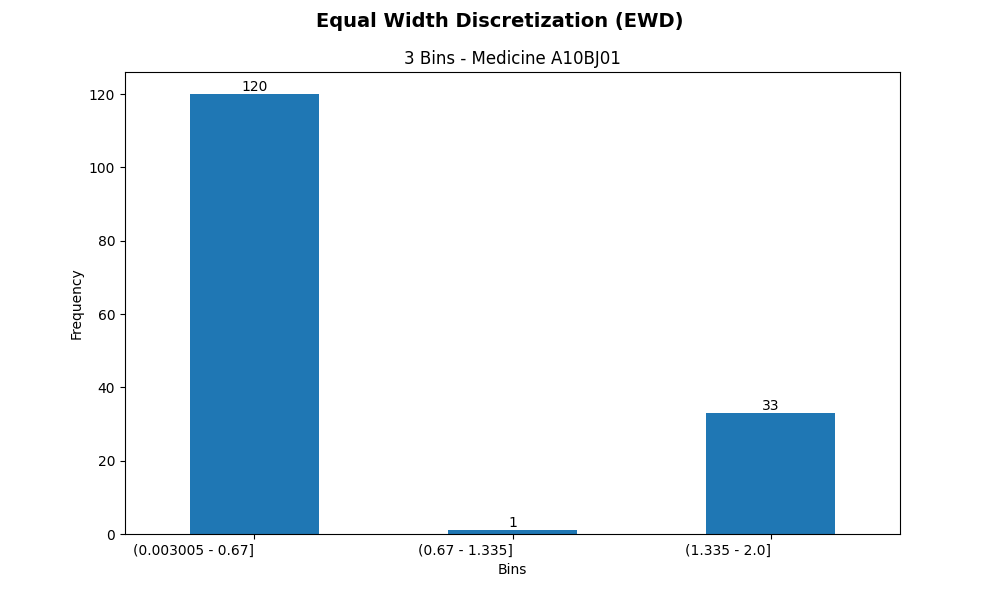 Equal Width Discretization (EWD)
3 Bins - Medicine A10BJ01
120
100
80
60
40
20
0
Frequency
120
1
33
(0.003005 - 0.67]
(0.67 - 1.335]
(1.335 - 2.0]
Bins